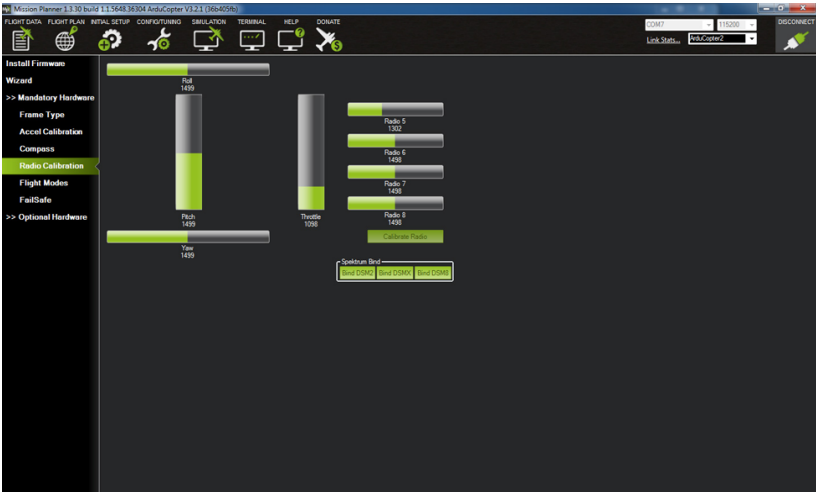 Mission Planner 1.3.30 build 1.1.5648.36304 ArduCopter V3.2.1 (36b405fb)
FLIGHT DATA FLIGHT PLAN INITIAL SETUP CONFIG/TUNING SIMULATION TERMINAL HELP DONATE
COM7 115200 DISCONNECT
Link Stats... ArduCopter2
Install Firmware
Wizard
>> Mandatory Hardware
Frame Type
Accel Calibration
Compass
Radio Calibration
Flight Modes
FailSafe
>> Optional Hardware
Roll
1499
Pitch
1499
Throttle
1098
Yaw
1499
Radio 5
1302
Radio 6
1498
Radio 7
1498
Radio 8
1498
Calibrate Radio
Spektrum Bind
Bind DSM2 Bind DSMX Bind DSM8